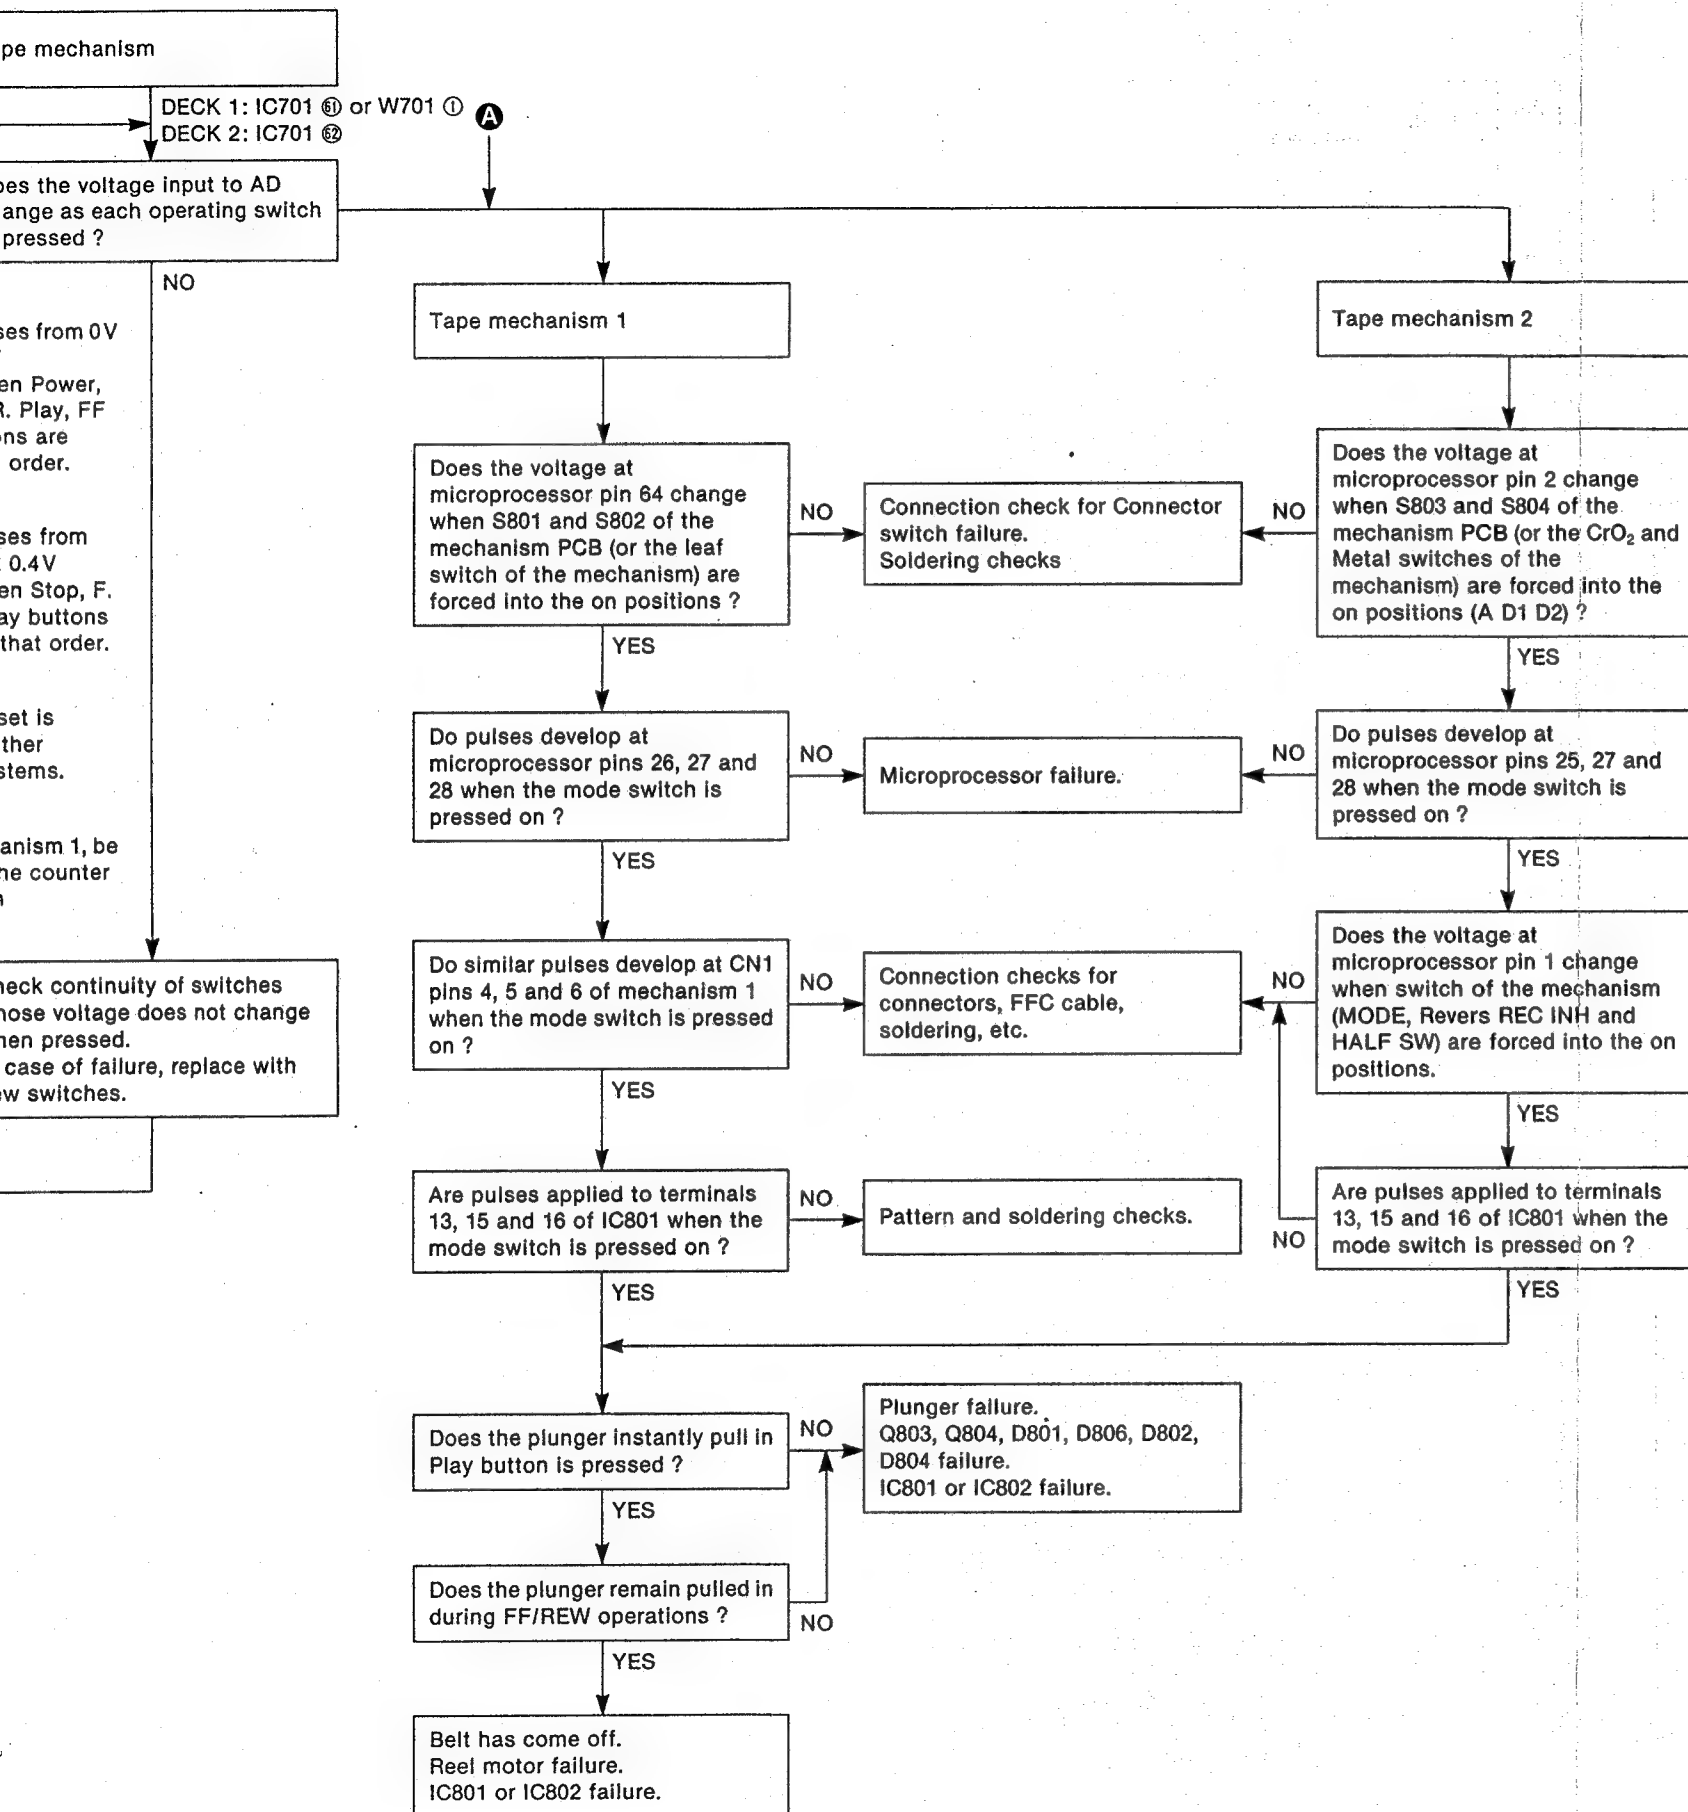 pe mechanism
DECK 1: IC701 61 or W701 ①
DECK 2: IC701 62
A
oes the voltage input to AD
ange as each operating switch
pressed ?
NO
ses from 0V
en Power,
R. Play, FF
ons are
order.
ses from
0.4V
en Stop, F.
ay buttons
that order.
set is
ther
stems.
anism 1, be
he counter
heck continuity of switches
hose voltage does not change
hen pressed.
case of failure, replace with
ew switches.
Tape mechanism 1
Does the voltage at
microprocessor pin 64 change
when S801 and S802 of the
mechanism PCB (or the leaf
switch of the mechanism) are
forced into the on positions ?
NO
YES
Do pulses develop at
microprocessor pins 26, 27 and
28 when the mode switch is
pressed on ?
NO
YES
Do similar pulses develop at CN1
pins 4, 5 and 6 of mechanism 1
when the mode switch is pressed
on ?
NO
YES
Are pulses applied to terminals
13, 15 and 16 of IC801 when the
mode switch is pressed on ?
NO
YES
Does the plunger instantly pull in
Play button is pressed ?
NO
YES
Does the plunger remain pulled in
during FF/REW operations ?
NO
YES
Belt has come off.
Reel motor failure.
IC801 or IC802 failure.
Connection check for Connector
switch failure.
Soldering checks
Microprocessor failure.
Connection checks for
connectors, FFC cable,
soldering, etc.
Pattern and soldering checks.
Plunger failure.
Q803, Q804, D801, D806, D802,
D804 failure.
IC801 or IC802 failure.
Tape mechanism 2
Does the voltage at
microprocessor pin 2 change
when S803 and S804 of the
mechanism PCB (or the CrO₂ and
Metal switches of the
mechanism) are forced into the
on positions (A D1 D2) ?
NO
YES
Do pulses develop at
microprocessor pins 25, 27 and
28 when the mode switch is
pressed on ?
NO
YES
Does the voltage at
microprocessor pin 1 change
when switch of the mechanism
(MODE, Revers REC INH and
HALF SW) are forced into the on
positions.
NO
YES
Are pulses applied to terminals
13, 15 and 16 of IC801 when the
mode switch is pressed on ?
NO
YES